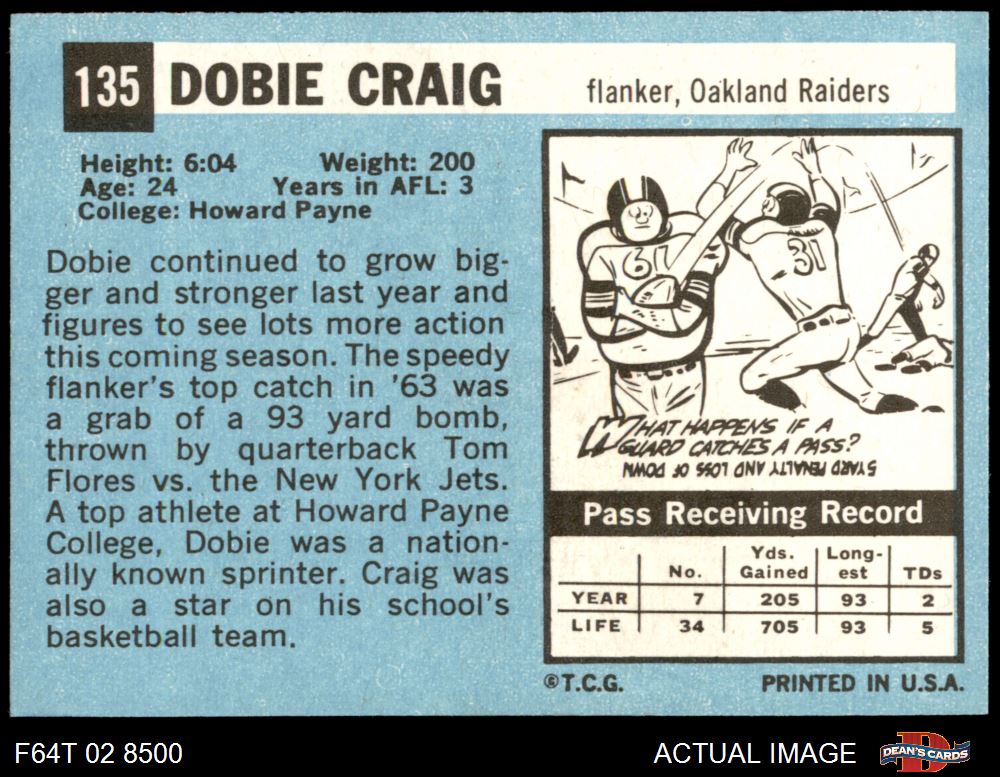 135 DOBIE CRAIG flanker, Oakland Raiders
Height: 6:04 Weight: 200
Age: 24 Years in AFL: 3
College: Howard Payne
Dobie continued to grow big-
ger and stronger last year and
figures to see lots more action
this coming season. The speedy
flanker's top catch in '63 was
a grab of a 93 yard bomb,
thrown by quarterback Tom
Flores vs. the New York Jets.
A top athlete at Howard Payne
College, Dobie was a nation-
ally known sprinter. Craig was
also a star on his school's
basketball team.
61
31
WHAT HAPPENS IF A
GUARD CATCHES A PASS?
5 YARD PENALTY AND LOSS OF DOWN
Pass Receiving Record
No. Yds. Gained Long-est TDs
YEAR 7 205 93 2
LIFE 34 705 93 5
©T.C.G. PRINTED IN U.S.A.
F64T 02 8500 ACTUAL IMAGE DEAN'S CARDS